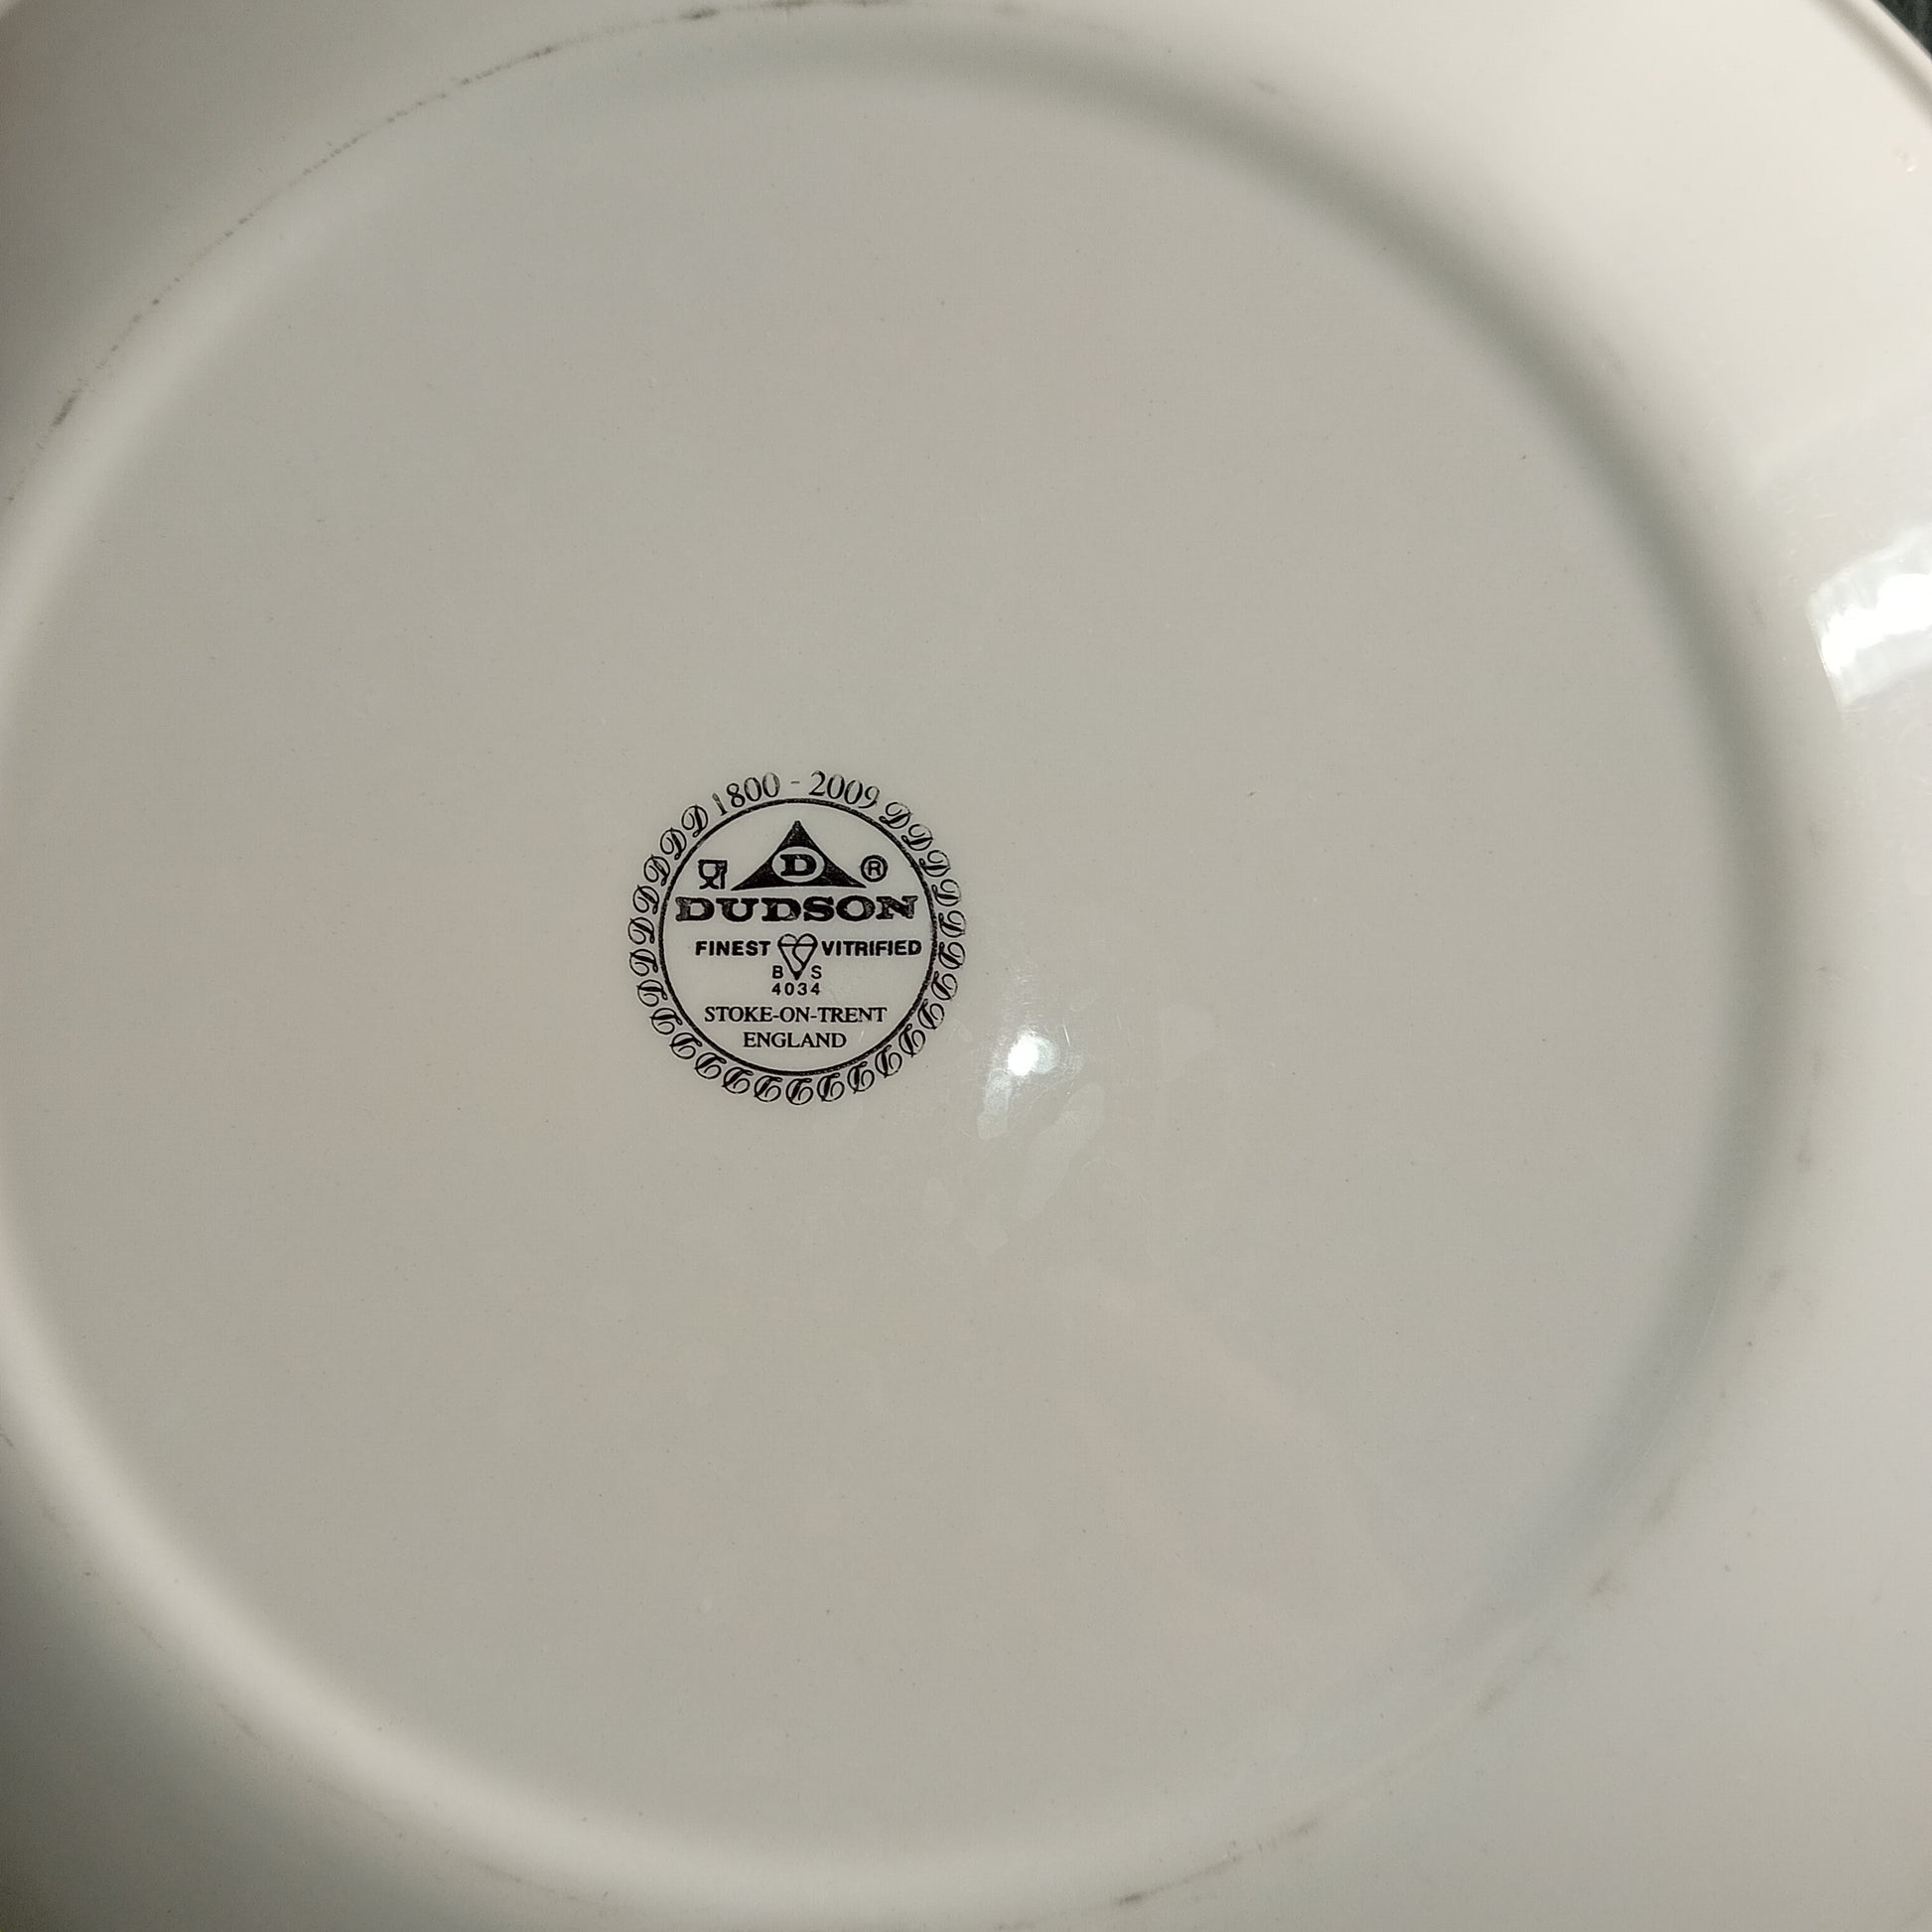 1800 - 2009
D
®
DUDSON
FINEST VITRIFIED
B S
4034
STOKE-ON-TRENT
ENGLAND